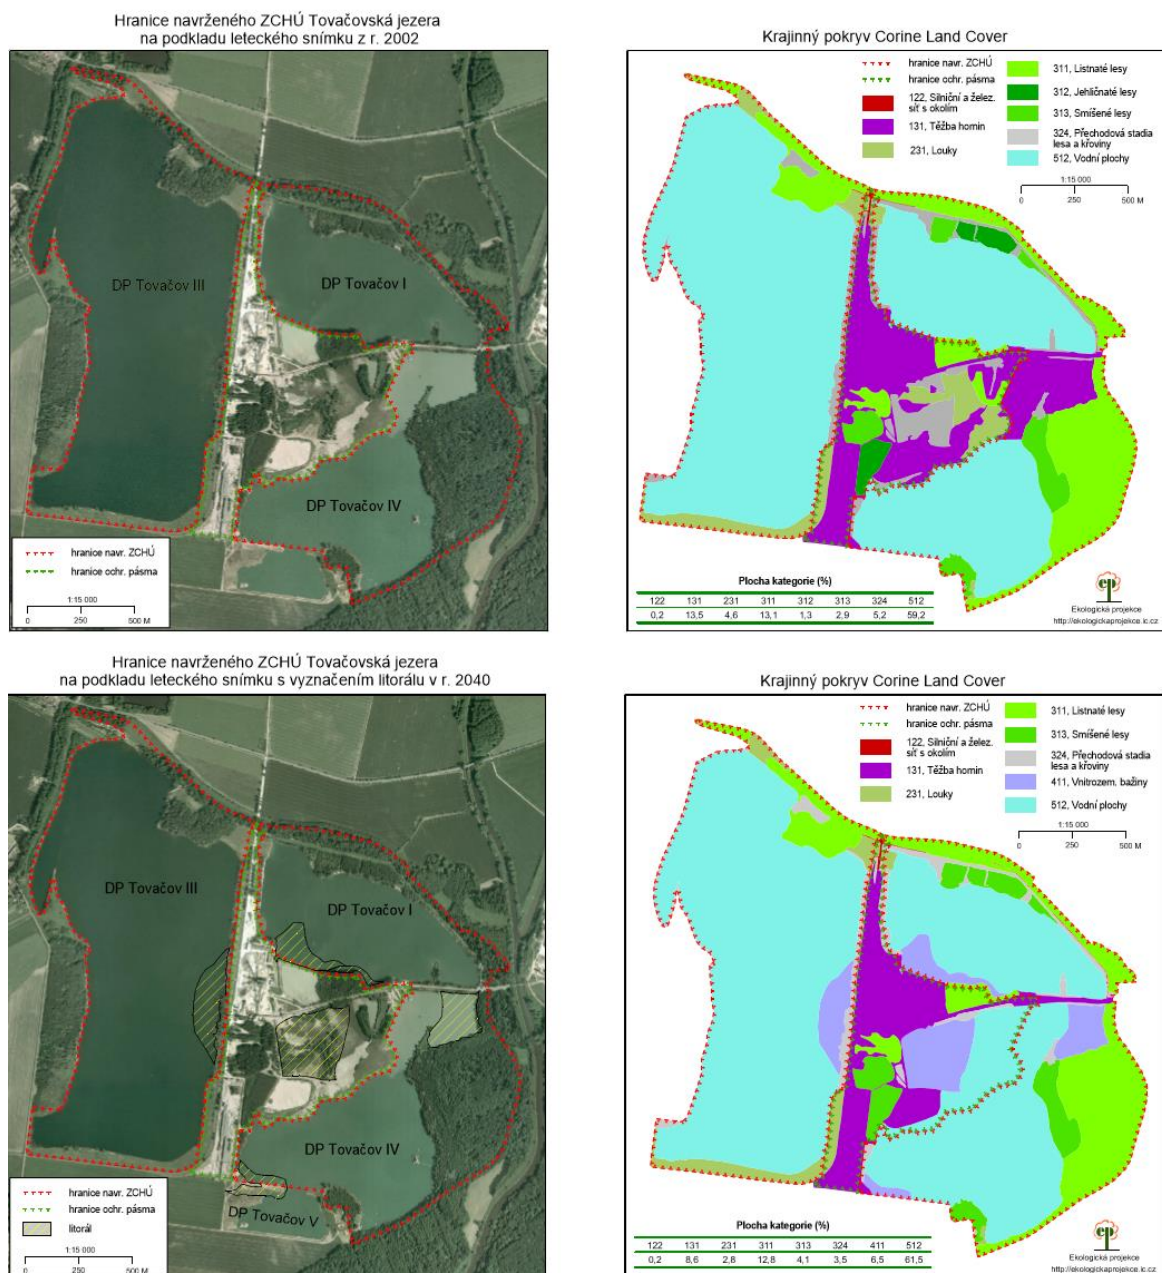 Hranice navrženého ZCHÚ Tovačovská jezera
na podkladu leteckého snímku z r. 2002
DP Tovačov III
DP Tovačov I
DP Tovačov IV
hranice navr. ZCHÚ
hranice ochr. pásma
1:15 000
0 250 500 M
Krajinný pokryv Corine Land Cover
hranice navr. ZCHÚ
hranice ochr. pásma
122, Silniční a želez.
síť s okolím
131, Těžba hornin
231, Louky
311, Listnaté lesy
312, Jehličnaté lesy
313, Smíšené lesy
324, Přechodová stadia
lesa a křoviny
512, Vodní plochy
1:15 000
0 250 500 M
Plocha kategorie (%)
122 131 231 311 312 313 324 512
0,2 13,5 4,6 13,1 1,3 2,9 5,2 59,2
ep
Ekologická projekce
http://ekologickaprojekce.ic.cz
Hranice navrženého ZCHÚ Tovačovská jezera
na podkladu leteckého snímku s vyznačením litorálu v r. 2040
DP Tovačov III
DP Tovačov I
DP Tovačov IV
DP Tovačov V
hranice navr. ZCHÚ
hranice ochr. pásma
litorál
1:15 000
0 250 500 M
Krajinný pokryv Corine Land Cover
hranice navr. ZCHÚ
hranice ochr. pásma
122, Silniční a želez.
síť s okolím
131, Těžba hornin
231, Louky
311, Listnaté lesy
313, Smíšené lesy
324, Přechodová stadia
lesa a křoviny
411, Vnitrozem. bažiny
512, Vodní plochy
1:15 000
0 250 500 M
Plocha kategorie (%)
122 131 231 311 313 324 411 512
0,2 8,6 2,8 12,8 4,1 3,5 6,5 61,5
ep
Ekologická projekce
http://ekologickaprojekce.ic.cz